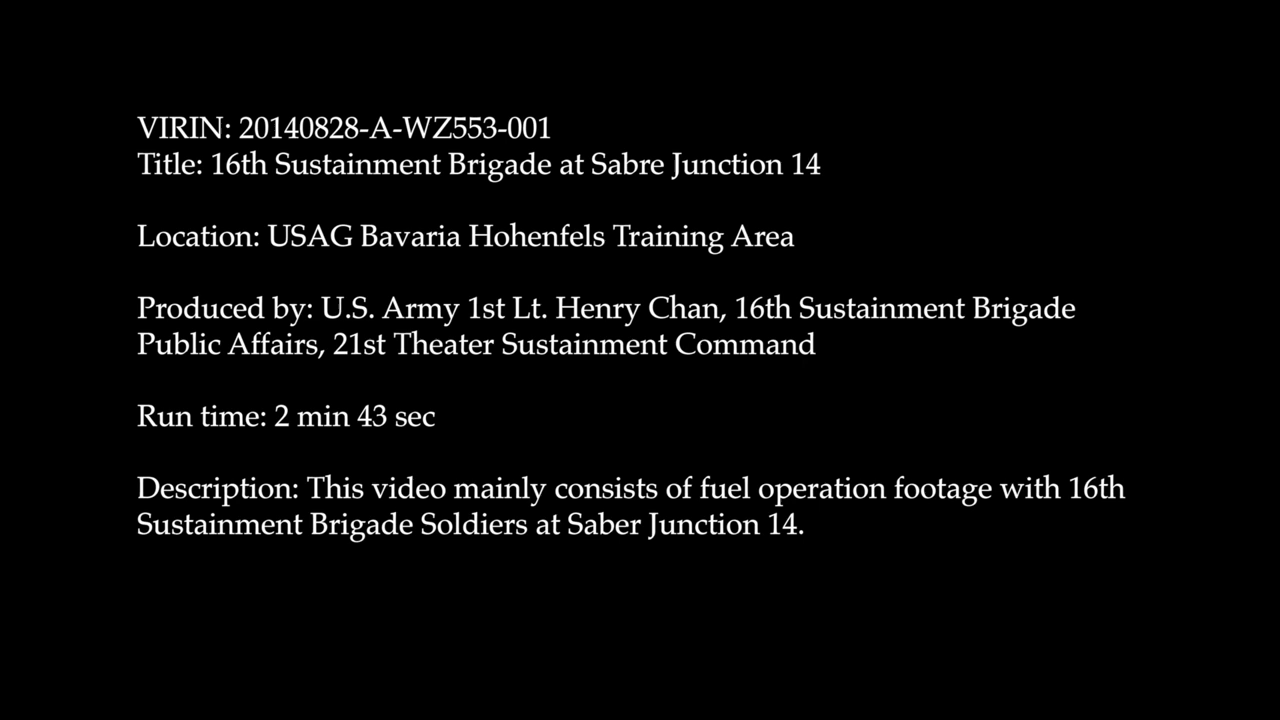 VIRIN: 20140828-A-WZ553-001
Title: 16th Sustainment Brigade at Sabre Junction 14
Location: USAG Bavaria Hohenfels Training Area
Produced by: U.S. Army 1st Lt. Henry Chan, 16th Sustainment Brigade
Public Affairs, 21st Theater Sustainment Command
Run time: 2 min 43 sec
Description: This video mainly consists of fuel operation footage with 16th
Sustainment Brigade Soldiers at Saber Junction 14.